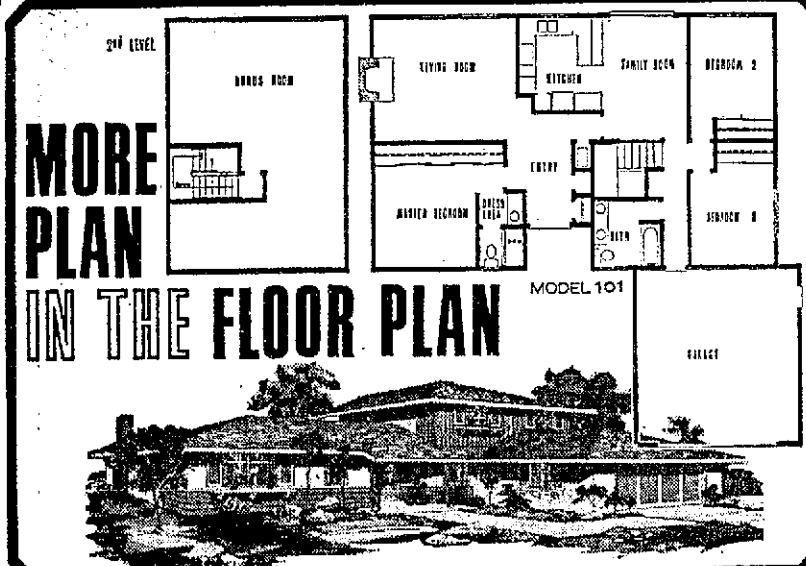 2nd LEVEL
BONUS ROOM
LIVING ROOM
KITCHEN
FAMILY ROOM
BEDROOM 2
ENTRY
MASTER BEDROOM
DRESS
AREA
BATH
BEDROOM 3
GARAGE
MODEL 101
MORE
PLAN
IN THE FLOOR PLAN